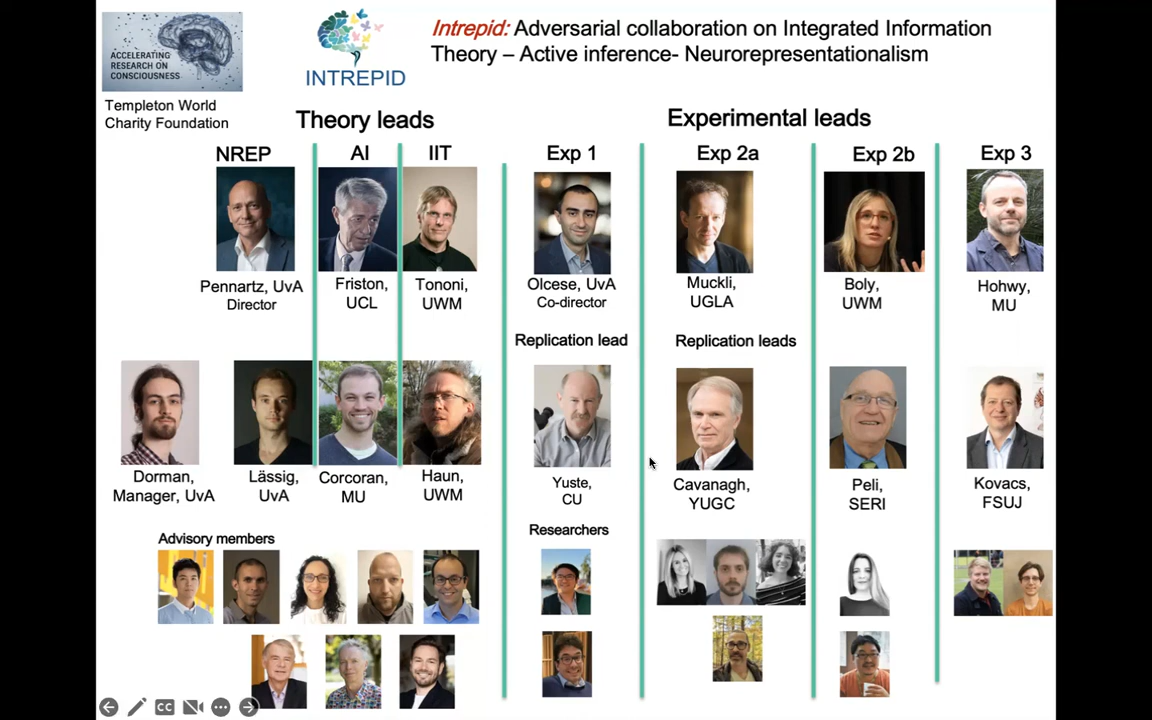 ACCELERATING
RESEARCH ON
CONSCIOUSNESS
Templeton World
Charity Foundation
INTREPID
Intrepid: Adversarial collaboration on Integrated Information
Theory – Active inference- Neurorepresentationalism
Theory leads
Experimental leads
NREP
AI
IIT
Exp 1
Exp 2a
Exp 2b
Exp 3
Pennartz, UvA
Director
Friston,
UCL
Tononi,
UWM
Olcese, UvA
Co-director
Muckli,
UGLA
Boly,
UWM
Hohwy,
MU
Replication lead
Replication leads
Dorman,
Manager, UvA
Lässig,
UvA
Corcoran,
MU
Haun,
UWM
Yuste,
CU
Cavanagh,
YUGC
Peli,
SERI
Kovacs,
FSUJ
Advisory members
Researchers
CC